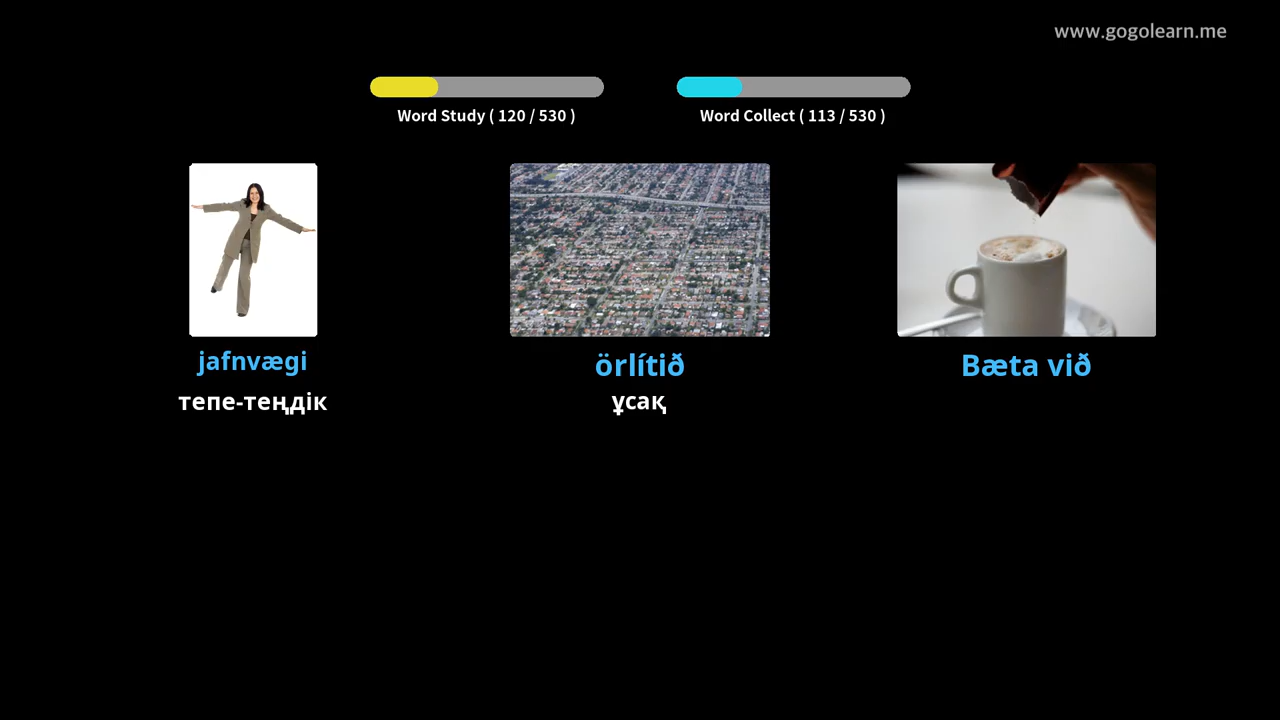 www.gogolearn.me
Word Study ( 120 / 530 )
Word Collect ( 113 / 530 )
jafnvægi
örlítið
Bæta við
тепе-теңдік
ұсақ